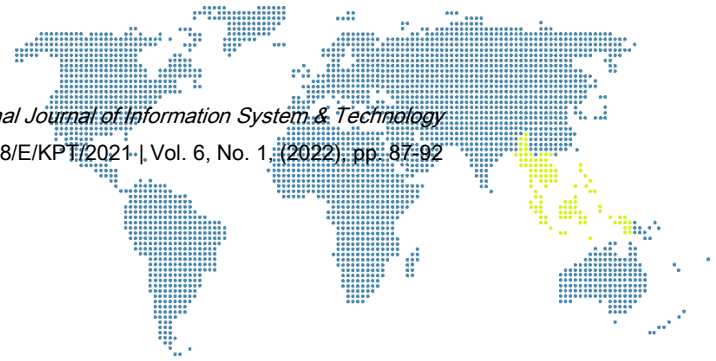 nal Journal of Information System & Technology
8/E/KPT/2021 | Vol. 6, No. 1, (2022), pp. 87-92